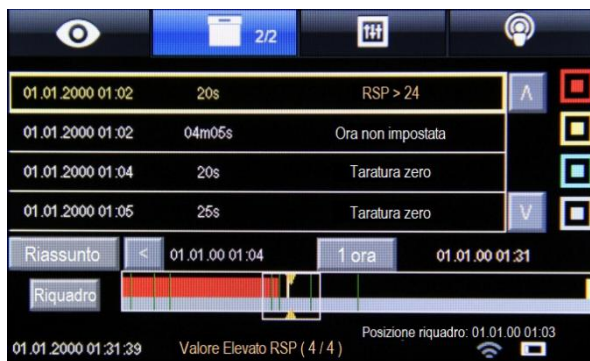 2/2
01.01.2000 01:02 20s RSP > 24
01.01.2000 01:02 04m05s Ora non impostata
01.01.2000 01:04 20s Taratura zero
01.01.2000 01:05 25s Taratura zero
Riassunto < 01.01.00 01:04 1 ora 01.01.00 01:31
Riquadro
Posizione riquadro: 01.01.00 01:03
01.01.2000 01:31:39 Valore Elevato RSP ( 4 / 4 )